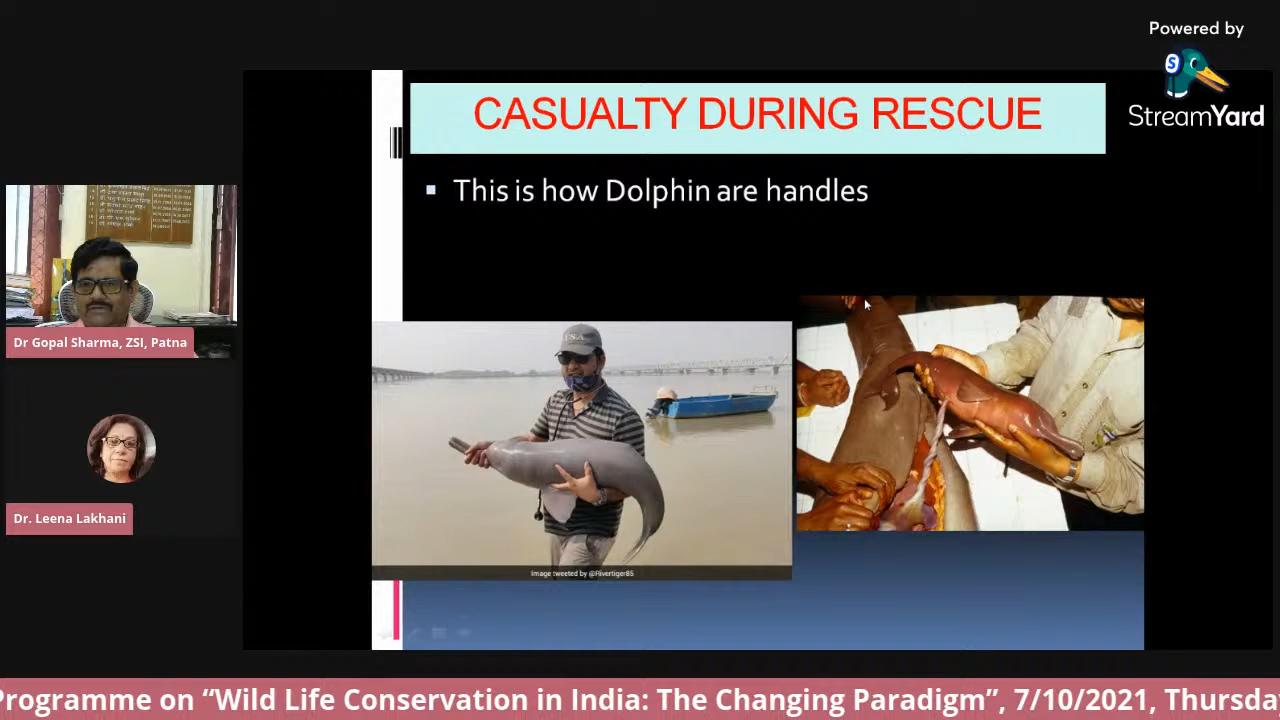 Powered by
StreamYard
CASUALTY DURING RESCUE
This is how Dolphin are handles
Dr Gopal Sharma, ZSI, Patna
Dr. Leena Lakhani
Image tweeted by @Rivertiger85
Programme on “Wild Life Conservation in India: The Changing Paradigm”, 7/10/2021, Thursda